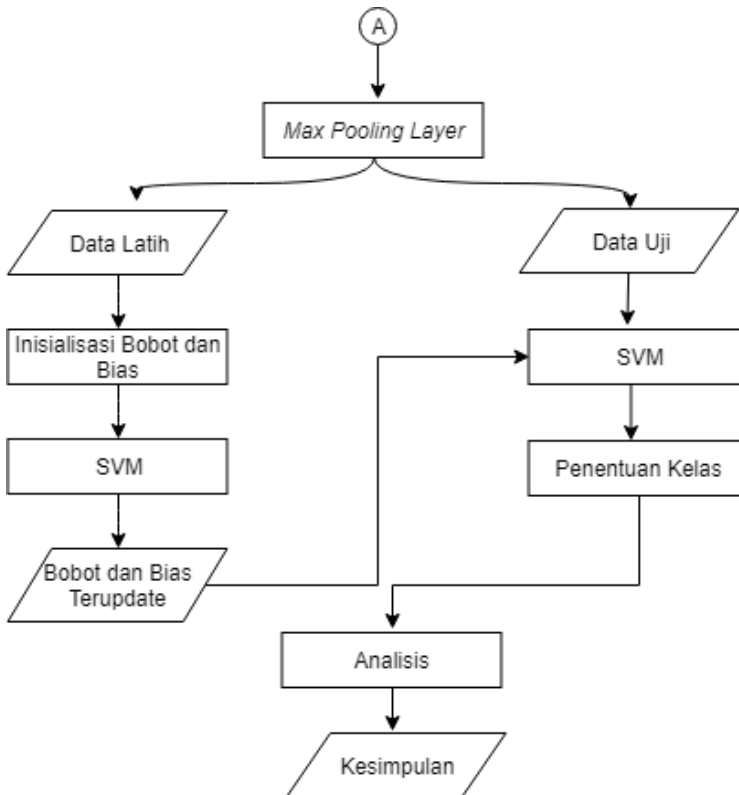 A
Max Pooling Layer
Data Latih
Data Uji
Inisialisasi Bobot dan
Bias
SVM
SVM
Penentuan Kelas
Bobot dan Bias
Terupdate
Analisis
Kesimpulan